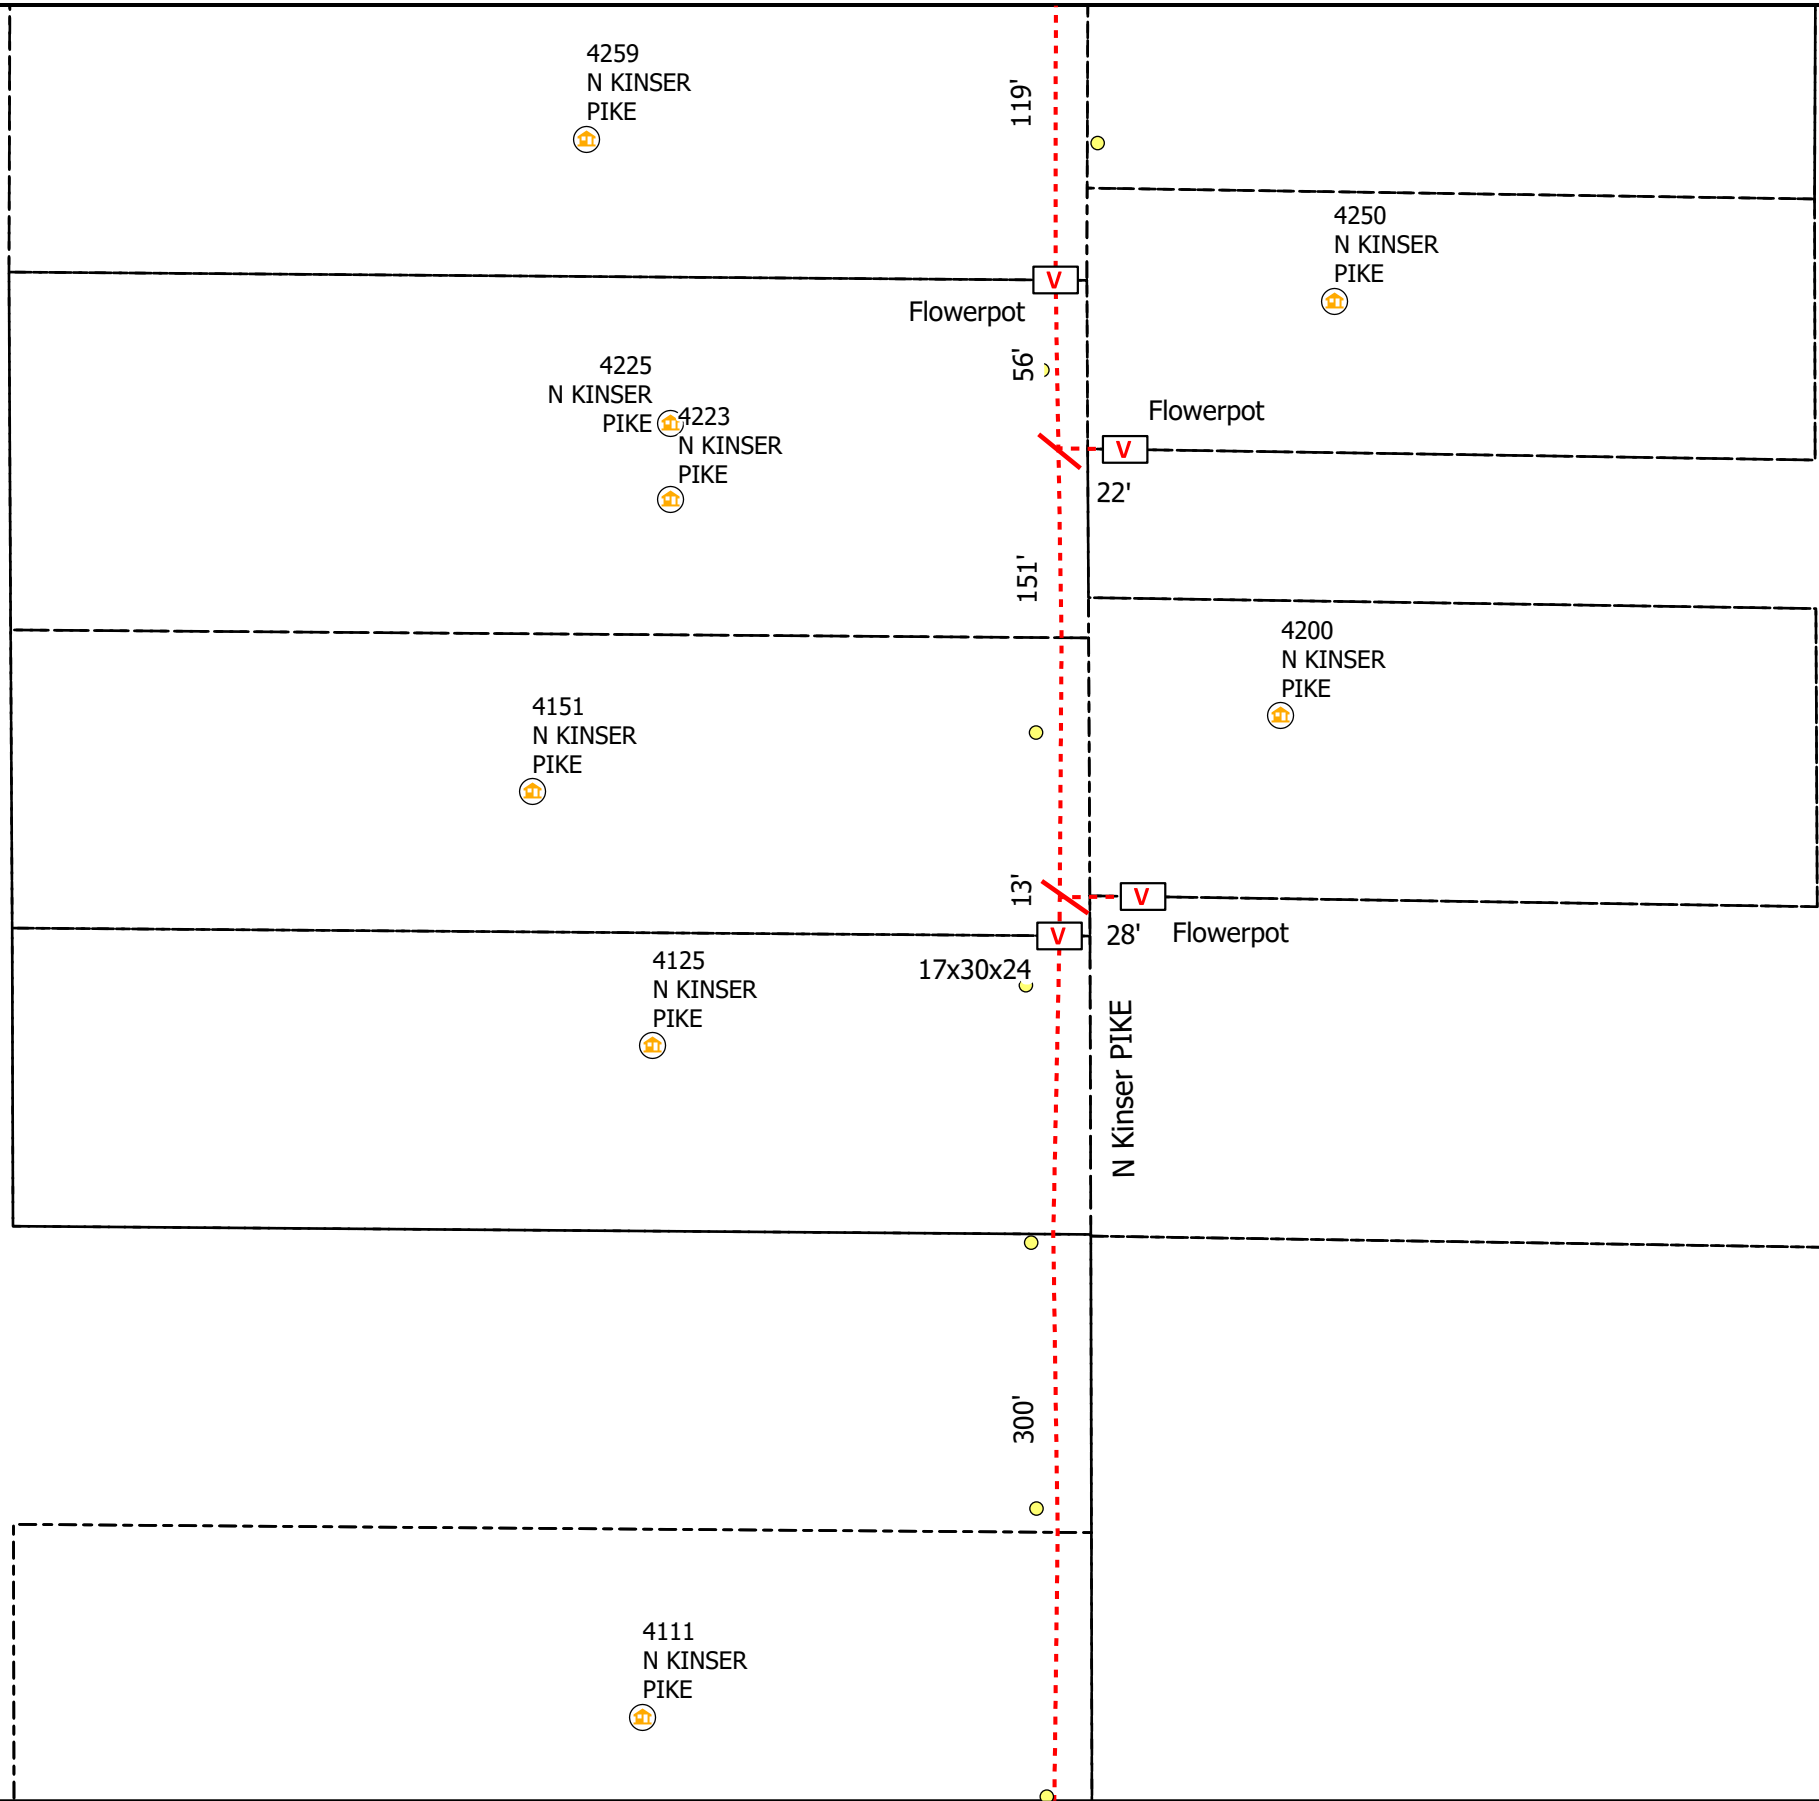 4259
N KINSER
PIKE
119'
4250
N KINSER
PIKE
V
Flowerpot
56'
4225
N KINSER
PIKE
4223
N KINSER
PIKE
Flowerpot
V
22'
151'
4200
N KINSER
PIKE
4151
N KINSER
PIKE
13'
V
V
28'
Flowerpot
17x30x24
4125
N KINSER
PIKE
N Kinser PIKE
300'
4111
N KINSER
PIKE